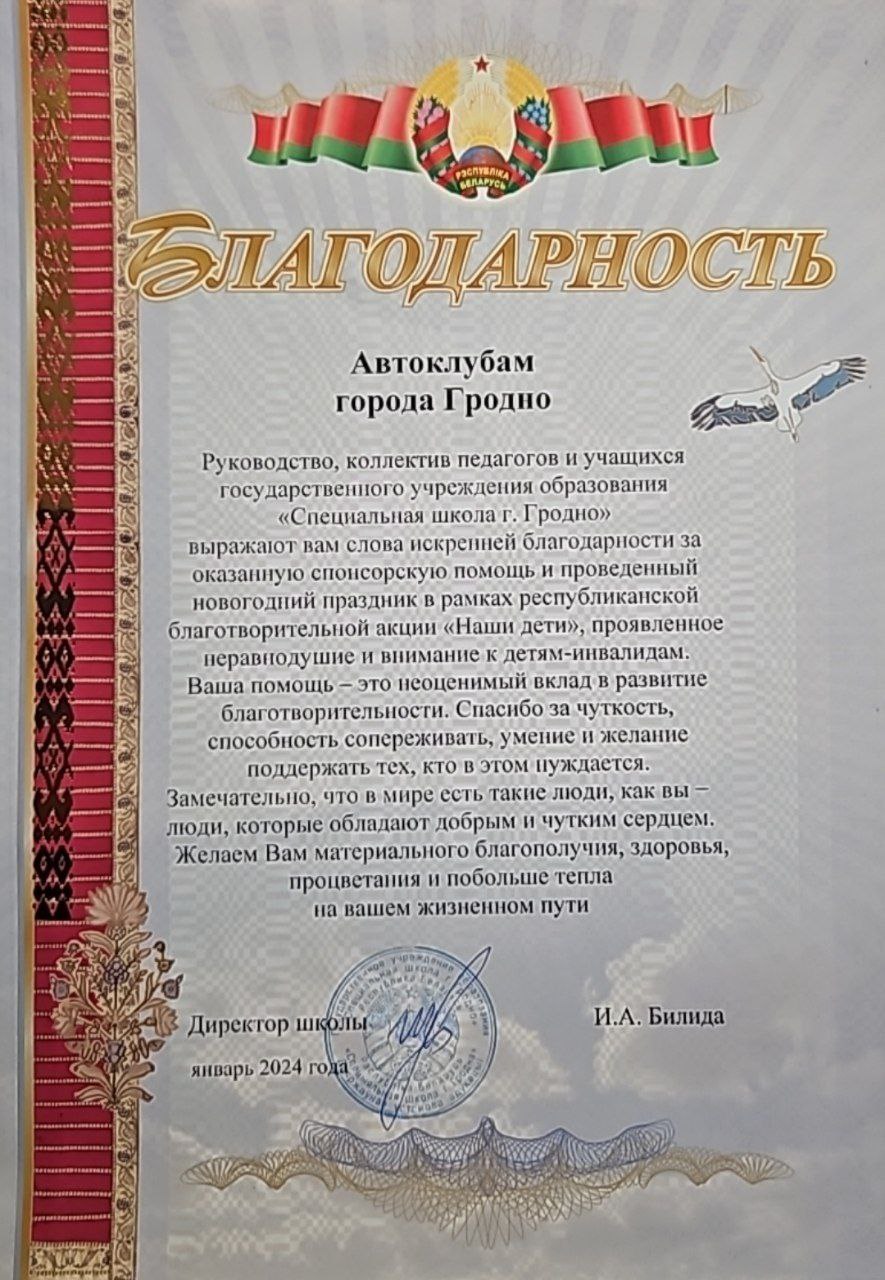 РЭСПУБЛІКА
БЕЛАРУСЬ
БЛАГОДАРНОСТЬ
Автоклубам
города Гродно
Руководство, коллектив педагогов и учащихся
государственного учреждения образования
«Специальная школа г. Гродно»
выражают вам слова искренней благодарности за
оказанную спонсорскую помощь и проведенный
новогодний праздник в рамках республиканской
благотворительной акции «Наши дети», проявленное
неравнодушие и внимание к детям-инвалидам.
Ваша помощь – это неоценимый вклад в развитие
благотворительности. Спасибо за чуткость,
способность сопереживать, умение и желание
поддержать тех, кто в этом нуждается.
Замечательно, что в мире есть такие люди, как вы –
люди, которые обладают добрым и чутким сердцем.
Желаем Вам материального благополучия, здоровья,
процветания и побольше тепла
на вашем жизненном пути
Директор школы
И.А. Билида
январь 2024 года